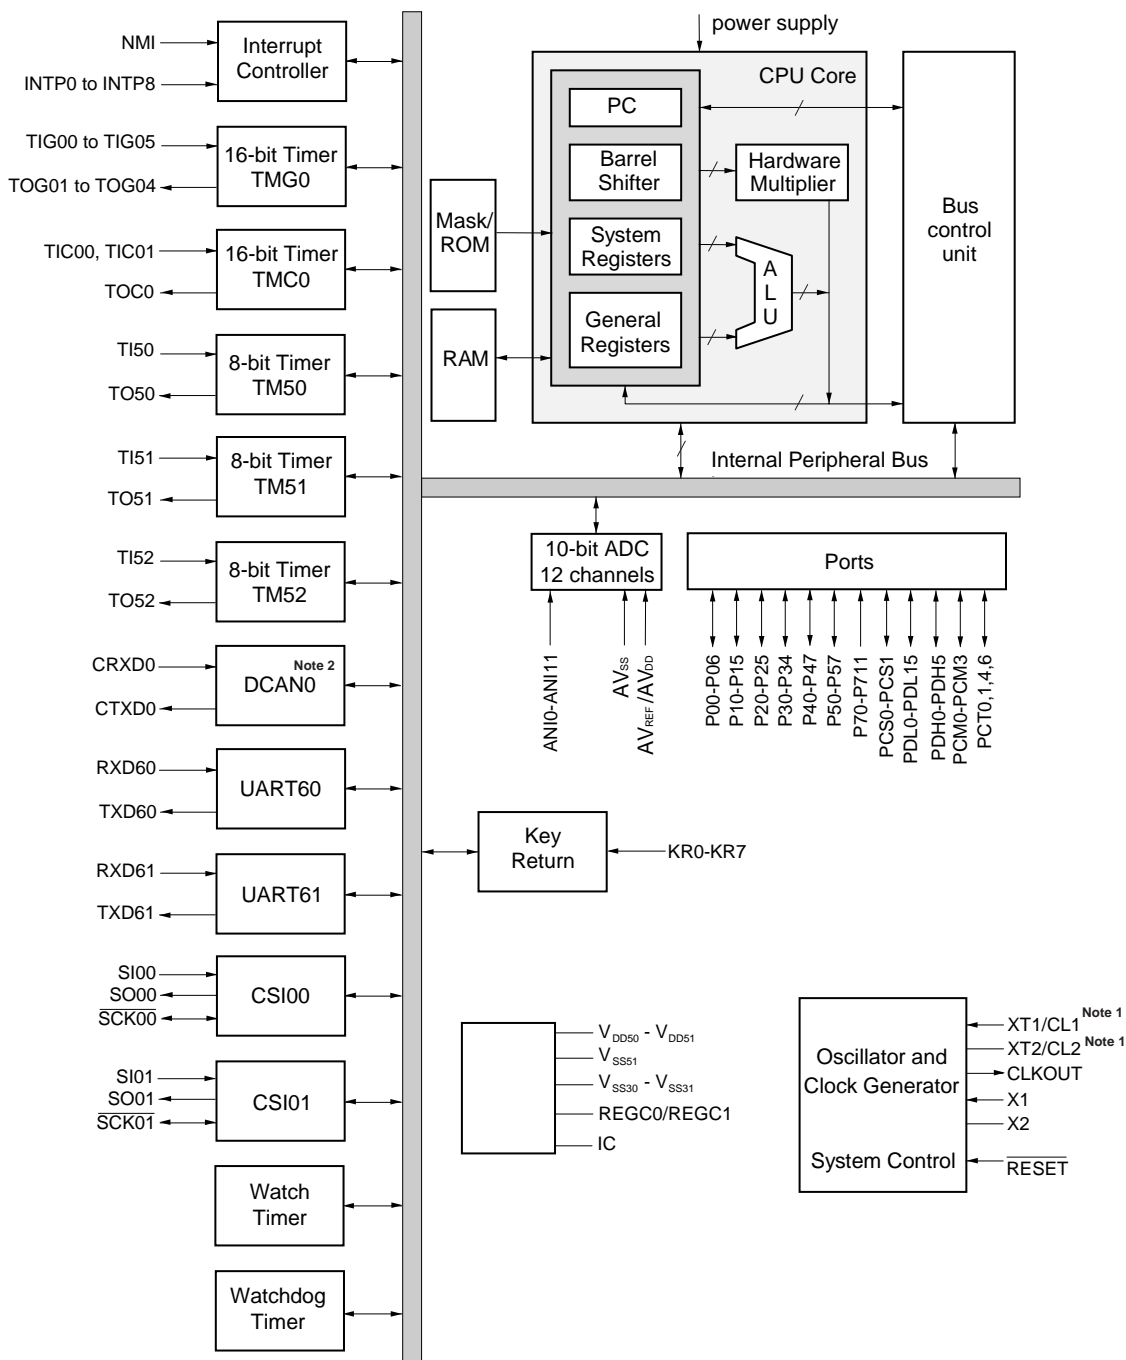 NMI
INTP0 to INTP8
Interrupt
Controller
TIG00 to TIG05
TOG01 to TOG04
16-bit Timer
TMG0
TIC00, TIC01
TOC0
16-bit Timer
TMC0
TI50
TO50
8-bit Timer
TM50
TI51
TO51
8-bit Timer
TM51
TI52
TO52
8-bit Timer
TM52
CRXD0
CTXD0
Note 2
DCAN0
RXD60
TXD60
UART60
RXD61
TXD61
UART61
SI00
SO00
SCK00
CSI00
SI01
SO01
SCK01
CSI01
Watch
Timer
Watchdog
Timer
power supply
CPU Core
PC
Barrel
Shifter
Hardware
Multiplier
System
Registers
General
Registers
A
L
U
Mask/
ROM
RAM
Bus
control
unit
Internal Peripheral Bus
10-bit ADC
12 channels
ANI0-ANI11
AVSS
AVREF/AVDD
Ports
P00-P06
P10-P15
P20-P25
P30-P34
P40-P47
P50-P57
P70-P711
PCS0-PCS1
PDL0-PDL15
PDH0-PDH5
PCM0-PCM3
PCT0,1,4,6
Key
Return
KR0-KR7
VDD50 - VDD51
VSS51
VSS30 - VSS31
REGC0/REGC1
IC
Oscillator and
Clock Generator
System Control
XT1/CL1 Note 1
XT2/CL2 Note 1
CLKOUT
X1
X2
RESET